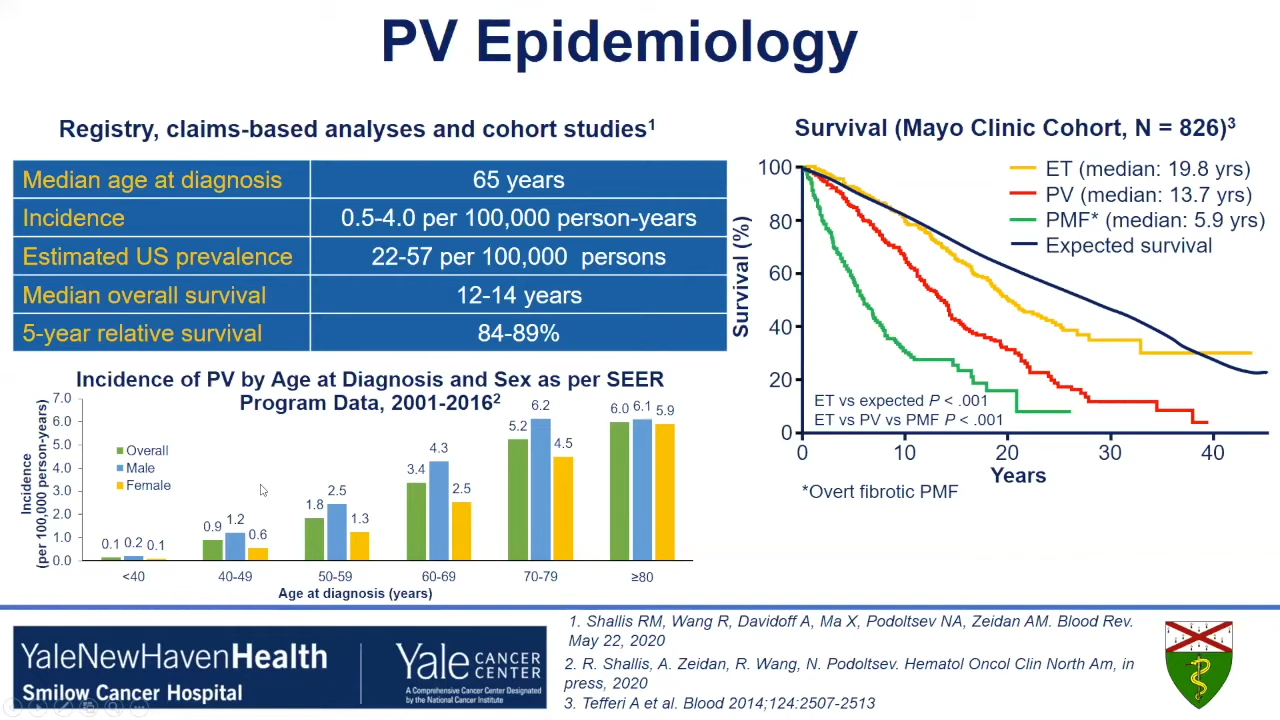 PV Epidemiology
Registry, claims-based analyses and cohort studies1
Median age at diagnosis 65 years
Incidence 0.5-4.0 per 100,000 person-years
Estimated US prevalence 22-57 per 100,000 persons
Median overall survival 12-14 years
5-year relative survival 84-89%
Incidence of PV by Age at Diagnosis and Sex as per SEER
Program Data, 2001-2016²
Incidence
(per 100,000 person-years)
7.0
6.0
5.0
4.0
3.0
2.0
1.0
0.0
Overall
Male
Female
0.1 0.2 0.1
0.9 1.2 0.6
1.8 2.5 1.3
3.4 4.3 2.5
5.2 6.2 4.5
6.0 6.1 5.9
<40 40-49 50-59 60-69 70-79 ≥80
Age at diagnosis (years)
Survival (Mayo Clinic Cohort, N = 826)³
Survival (%)
100
80
60
40
20
0
ET (median: 19.8 yrs)
PV (median: 13.7 yrs)
PMF* (median: 5.9 yrs)
Expected survival
ET vs expected P < .001
ET vs PV vs PMF P < .001
0 10 20 30 40
Years
*Overt fibrotic PMF
YaleNewHavenHealth
Smilow Cancer Hospital
Yale CANCER
CENTER
A Comprehensive Cancer Center Designated
by the National Cancer Institute
1. Shallis RM, Wang R, Davidoff A, Ma X, Podoltsev NA, Zeidan AM. Blood Rev.
May 22, 2020
2. R. Shallis, A. Zeidan, R. Wang, N. Podoltsev. Hematol Oncol Clin North Am, in
press, 2020
3. Tefferi A et al. Blood 2014;124:2507-2513